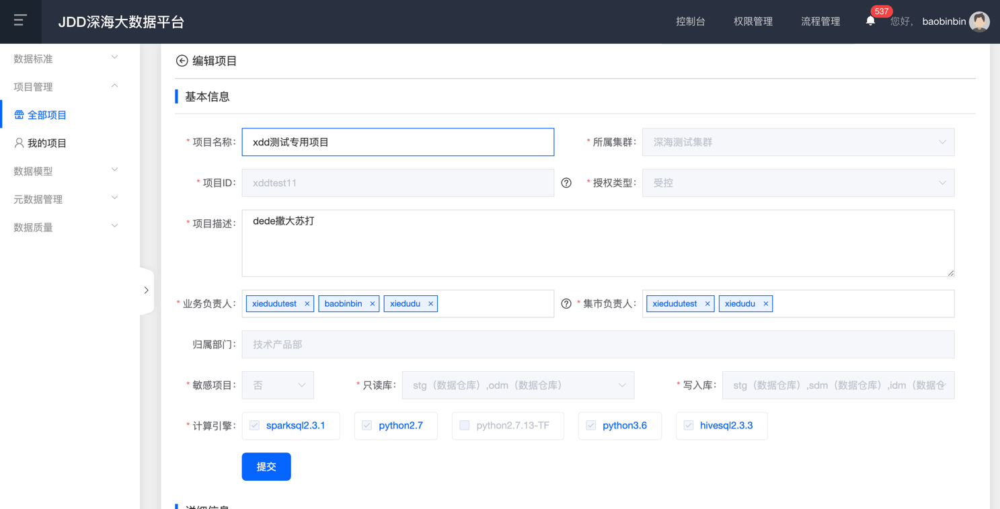 JDD深海大数据平台
控制台
权限管理
流程管理
537
您好， baobinbin
数据标准
项目管理
全部项目
我的项目
数据模型
元数据管理
数据质量
编辑项目
基本信息
* 项目名称： xdd测试专用项目
* 所属集群： 深海测试集群
* 项目ID： xddtest11
* 授权类型： 受控
* 项目描述： dede撒大苏打
* 业务负责人： xiedudutest × baobinbin × xiedudu ×
* 集市负责人： xiedudutest × xiedudu ×
归属部门： 技术产品部
* 敏感项目： 否
* 只读库： stg（数据仓库）,odm（数据仓库）
* 写入库： stg（数据仓库）,sdm（数据仓库）,idm（数据仓
* 计算引擎： sparksql2.3.1 python2.7 python2.7.13-TF python3.6 hivesql2.3.3
提交
详细信息